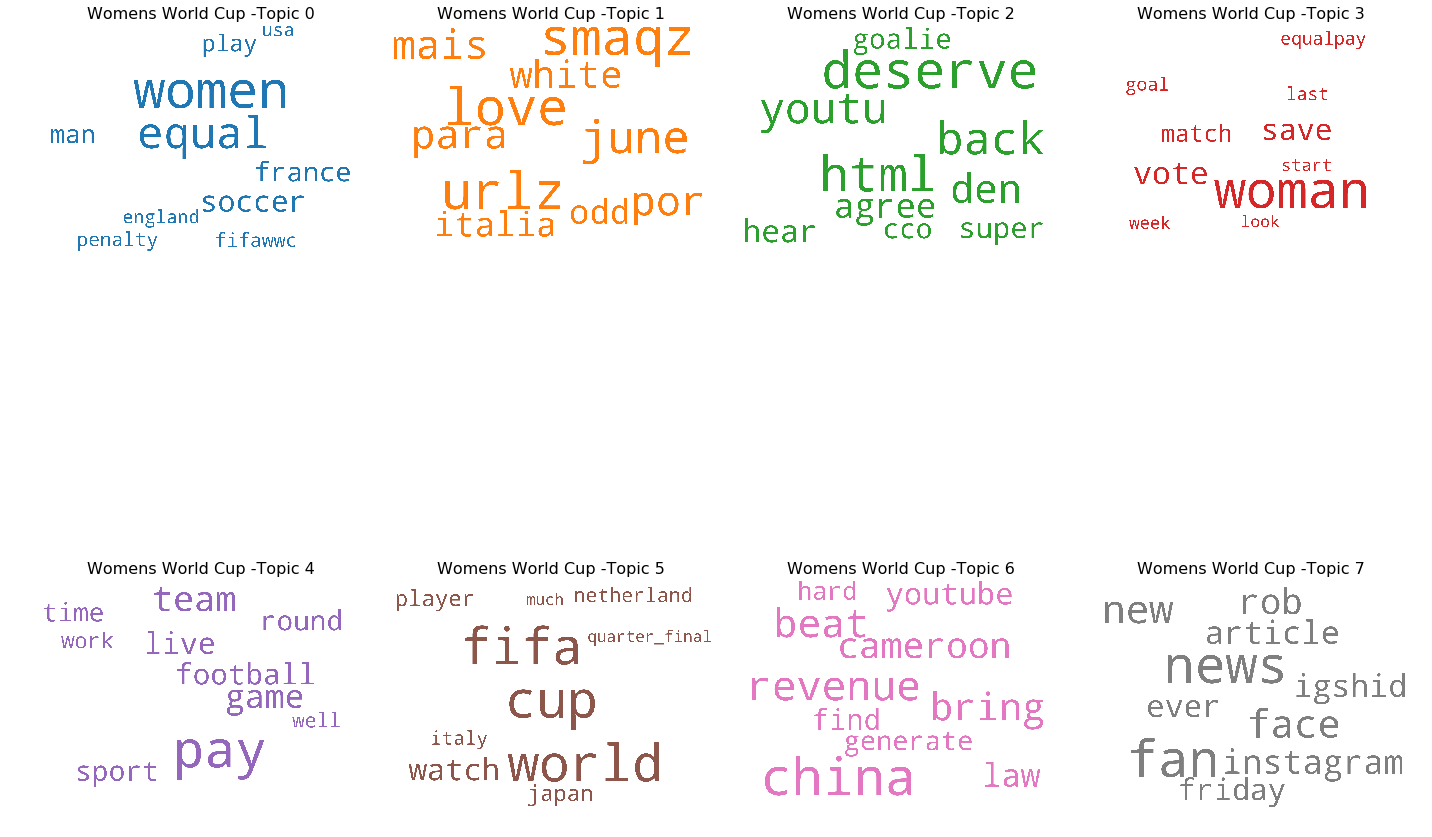 Womens World Cup -Topic 0
usa
play
women
man
equal
france
soccer
england
penalty
fifawwc
Womens World Cup -Topic 1
smaqz
mais
white
love
para
june
urlz
odd
por
italia
Womens World Cup -Topic 2
goalie
deserve
youtu
back
html
den
agree
hear
cco
super
Womens World Cup -Topic 3
equalpay
goal
last
match
save
start
vote
woman
week
look
Womens World Cup -Topic 4
team
time
round
work
live
football
game
well
pay
sport
Womens World Cup -Topic 5
player
much
netherland
fifa
quarter_final
cup
italy
watch
world
japan
Womens World Cup -Topic 6
hard
youtube
beat
cameroon
revenue
bring
find
generate
china
law
Womens World Cup -Topic 7
new
rob
article
news
igshid
ever
face
fan
instagram
friday